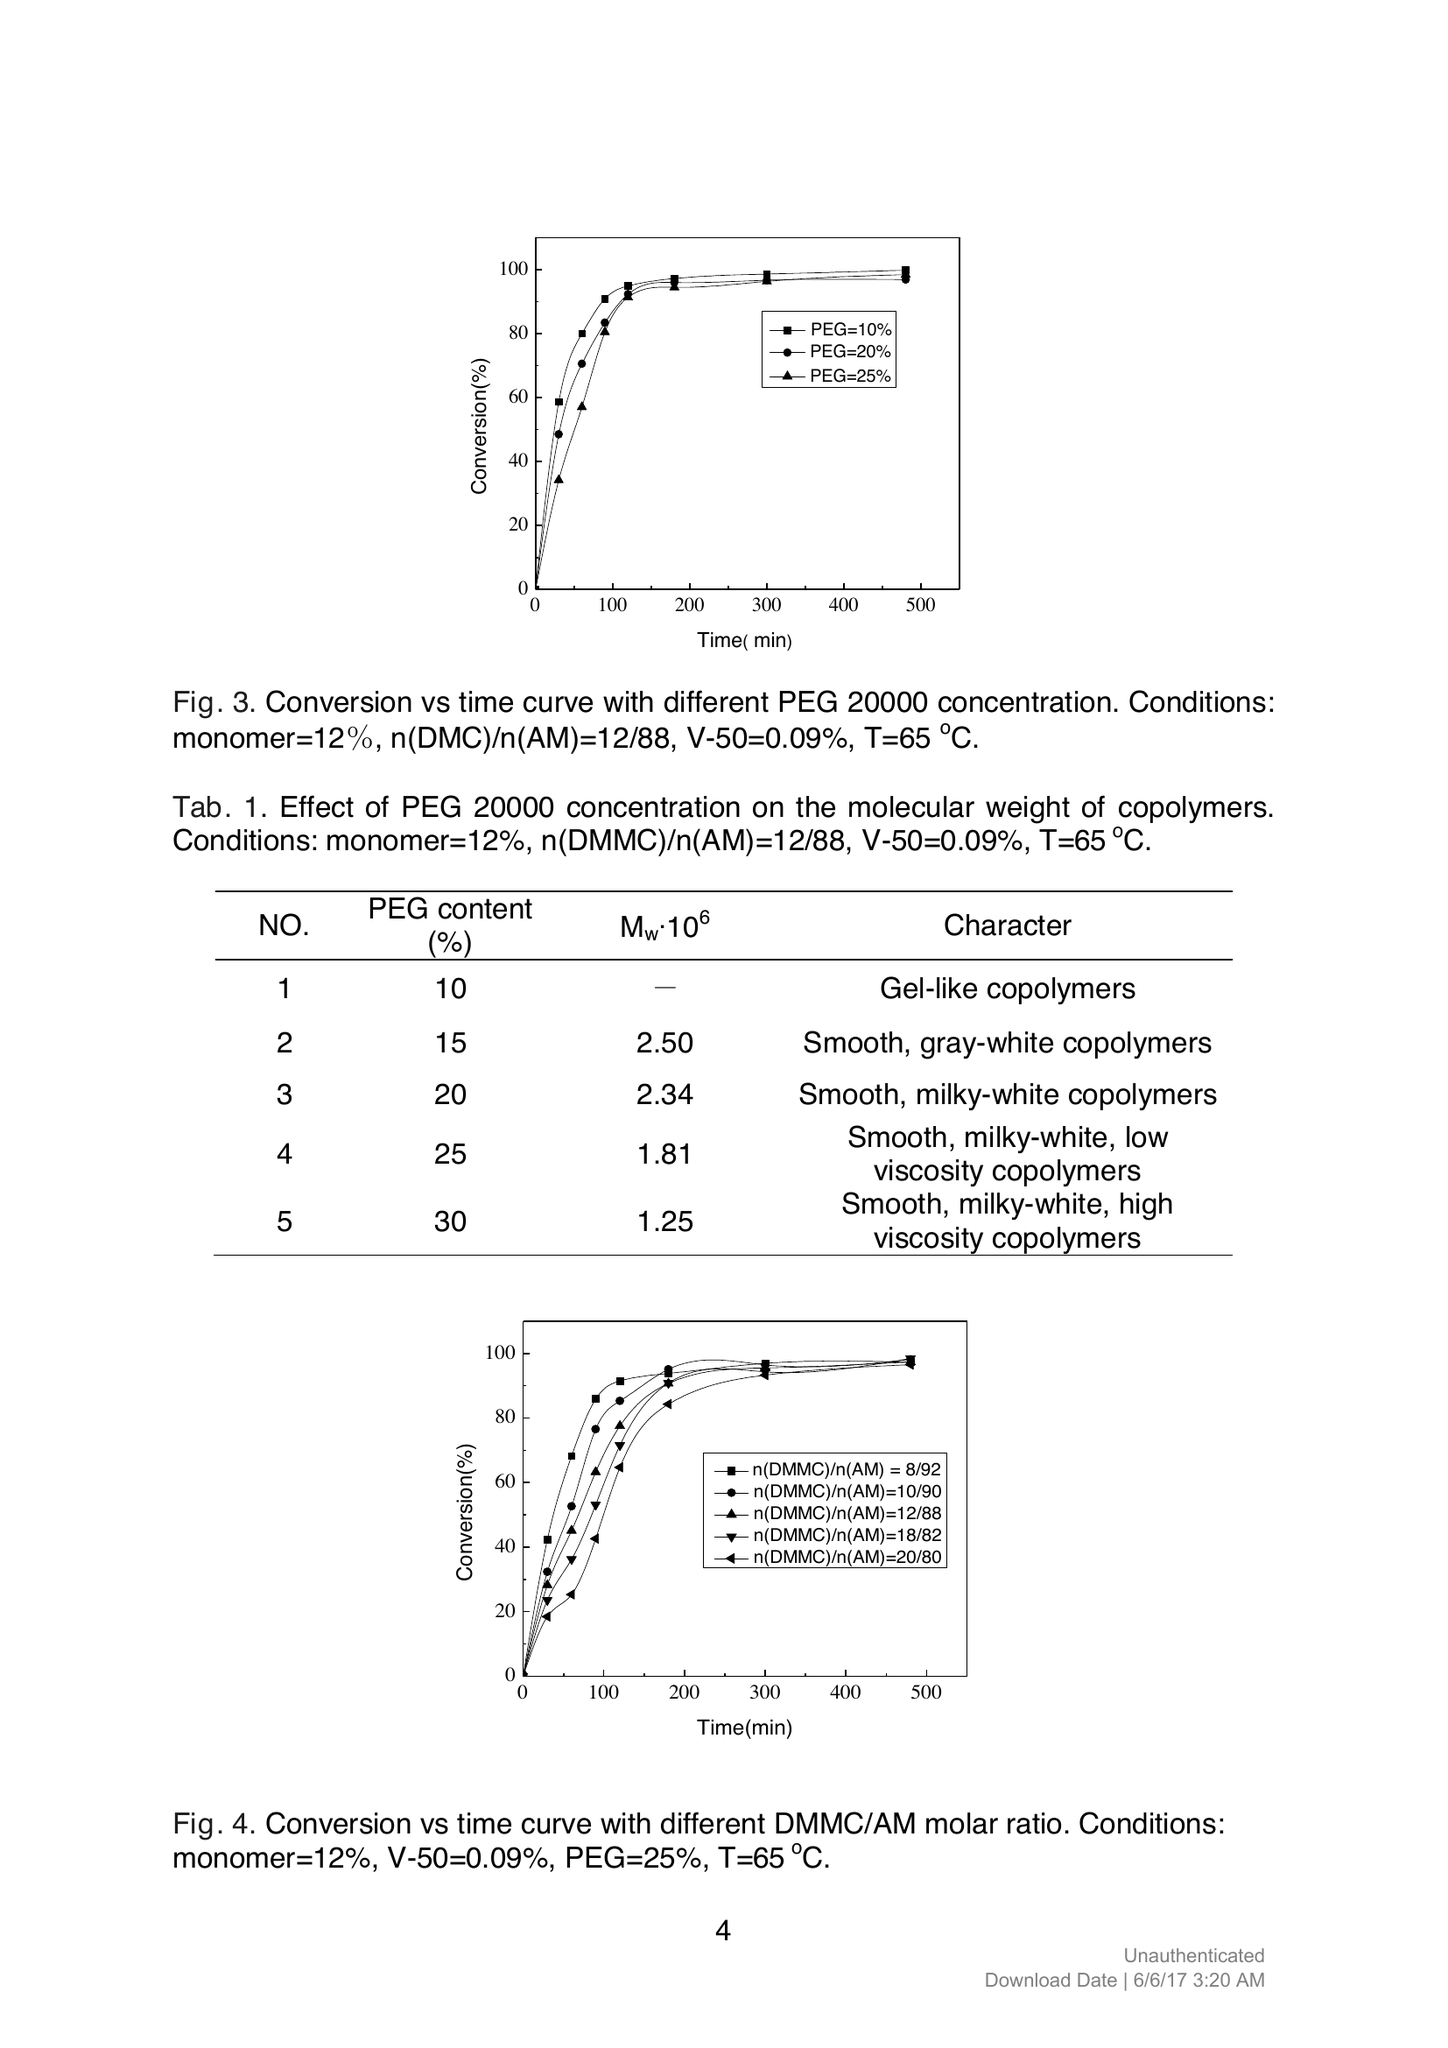 100
80
60
40
20
0
Conversion(%)
PEG=10%
PEG=20%
PEG=25%
0 100 200 300 400 500
Time( min)
Fig. 3. Conversion vs time curve with different PEG 20000 concentration. Conditions:
monomer=12%, n(DMC)/n(AM)=12/88, V-50=0.09%, T=65 ºC.
Tab. 1. Effect of PEG 20000 concentration on the molecular weight of copolymers.
Conditions: monomer=12%, n(DMMC)/n(AM)=12/88, V-50=0.09%, T=65 ºC.
NO. PEG content (%) Mw·10⁶ Character
1 10 — Gel-like copolymers
2 15 2.50 Smooth, gray-white copolymers
3 20 2.34 Smooth, milky-white copolymers
4 25 1.81 Smooth, milky-white, low
viscosity copolymers
5 30 1.25 Smooth, milky-white, high
viscosity copolymers
100
80
60
40
20
0
Conversion(%)
n(DMMC)/n(AM) = 8/92
n(DMMC)/n(AM)=10/90
n(DMMC)/n(AM)=12/88
n(DMMC)/n(AM)=18/82
n(DMMC)/n(AM)=20/80
0 100 200 300 400 500
Time(min)
Fig. 4. Conversion vs time curve with different DMMC/AM molar ratio. Conditions:
monomer=12%, V-50=0.09%, PEG=25%, T=65 ºC.
4
Unauthenticated
Download Date | 6/6/17 3:20 AM